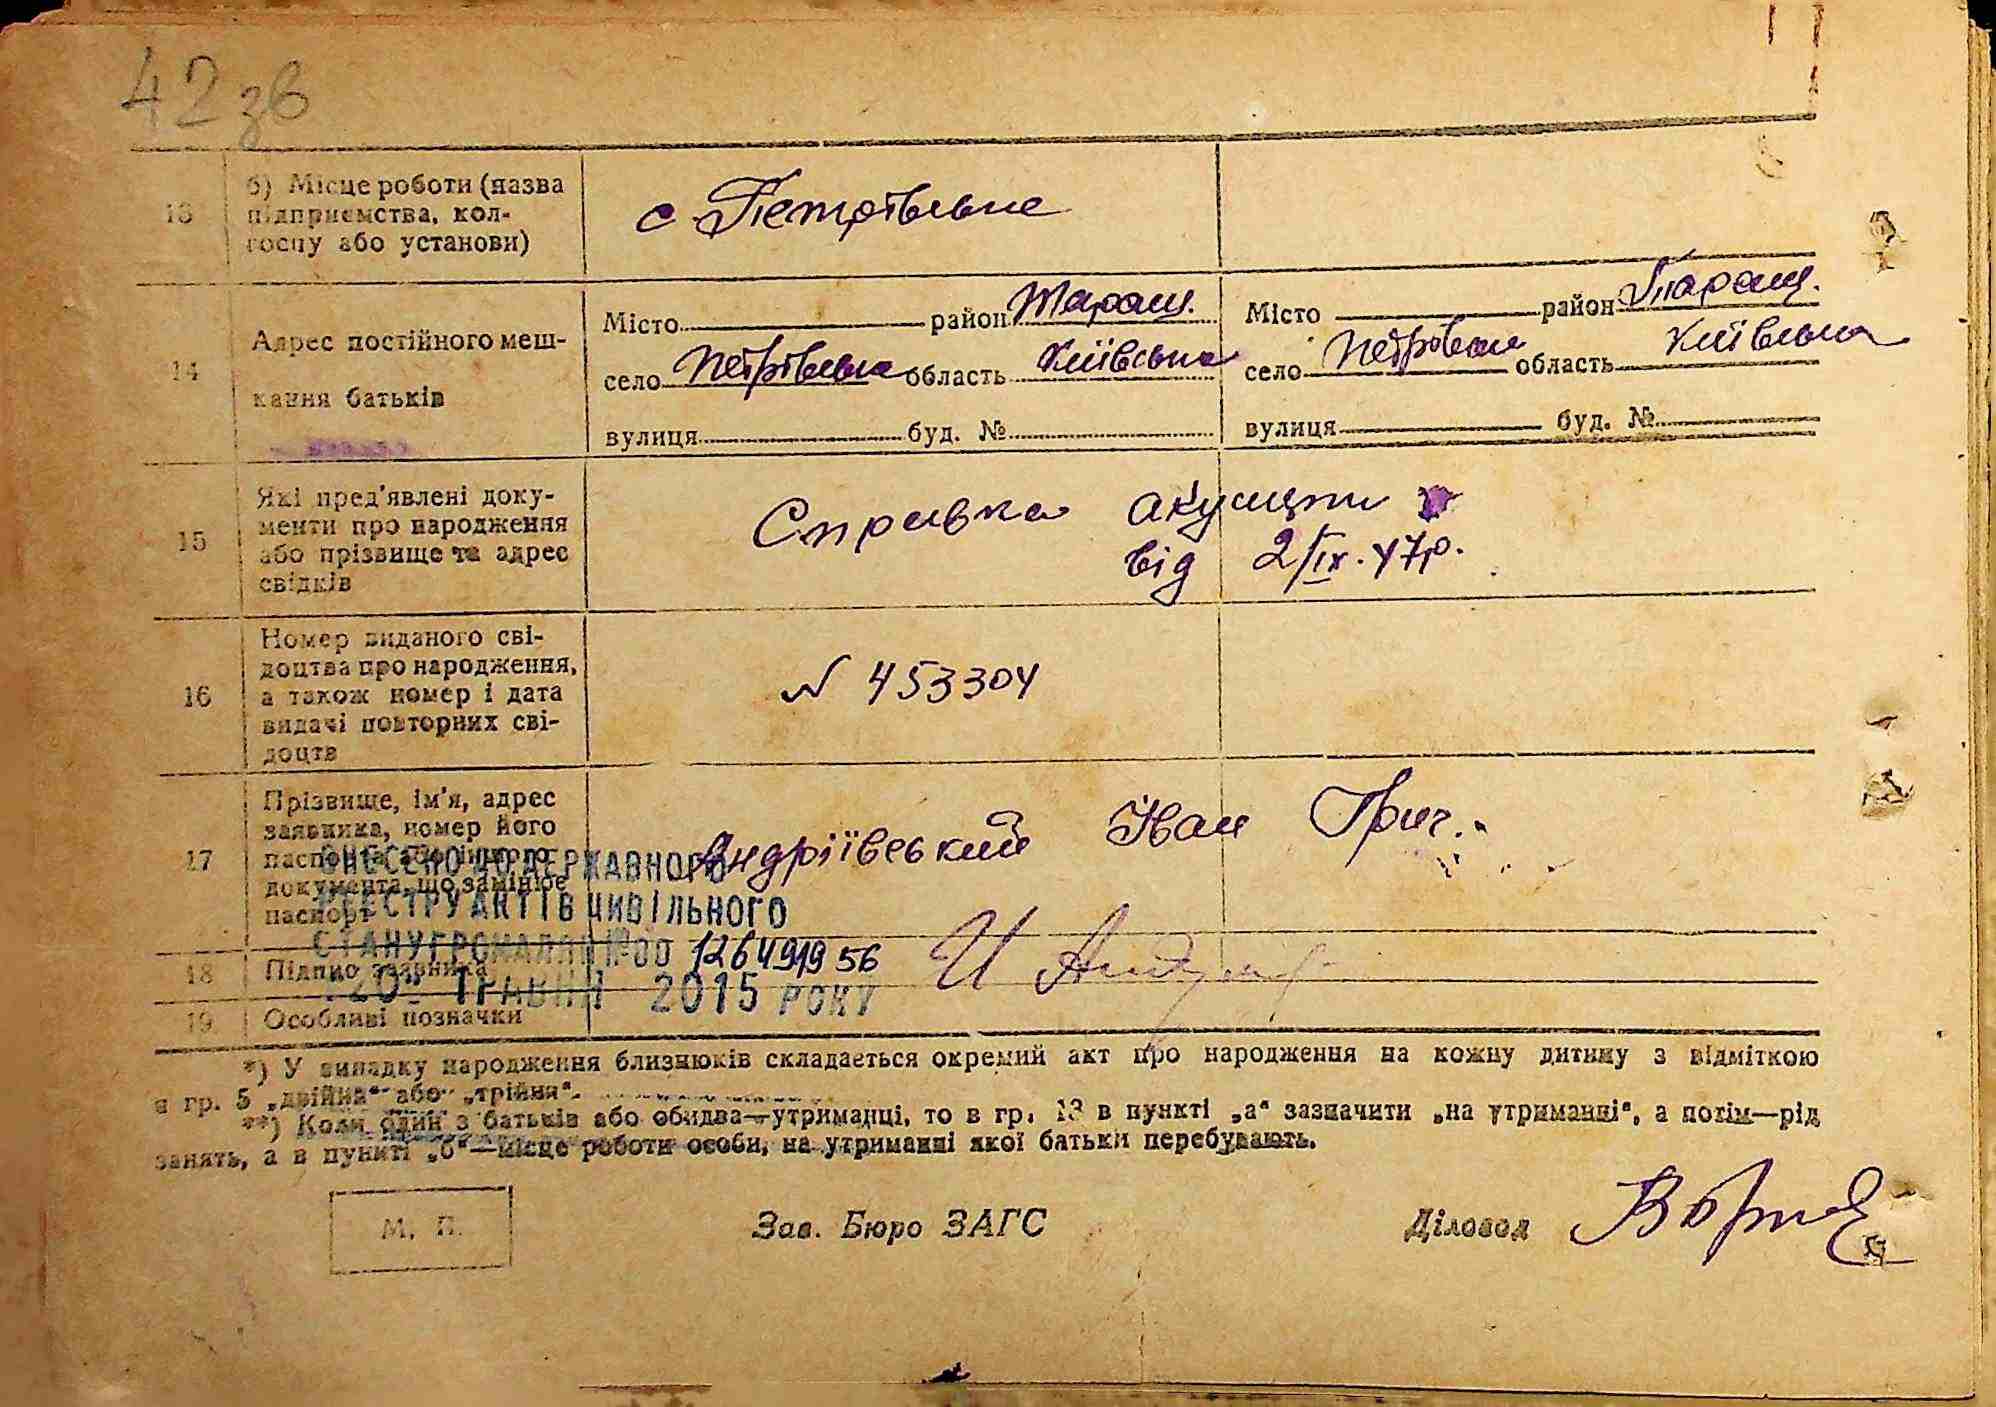 42 зв
13 б) Місце роботи (назва підприємства, колгоспу або установи) с Петрівське
14 Адрес постійного мешкання батьків
Місто район Тараш. Місто район Тараш.
село Петрівське область Київська село Петрівське область Київська
вулиця буд. № вулиця буд. №
15 Які пред'явлені документи про народження або прізвище та адрес свідків
Справка акушерки
від 2/IX.47р.
16 Номер виданого свідоцтва про народження, а також номер і дата видачі повторних свідоцтв
N 453304
17 Прізвище, ім'я, адрес заявника, номер його паспорта або іншого документа, що замінює паспорт
Андріївський Іван Григ.
ВНЕСЕНО ДО ДЕРЖАВНОГО
РЕЄСТРУ АКТІВ ЦИВІЛЬНОГО
СТАНУ ГРОМАДЯН №00 126491956
"20" ТРАВНЯ 2015 РОКУ
18 Підпис заявника И
19 Особливі позначки
*) У випадку народження близнюків складається окремий акт про народження на кожну дитину з відміткою
в гр. 5 „двійня“ або „трійня“.
**) Коли один з батьків або обидва—утриманці, то в гр. 13 в пункті „а“ зазначити „на утриманні“, а потім—рід
занять, а в пункті „б“—місце роботи особи, на утриманні якої батьки перебувають.
М. П. Зав. Бюро ЗАГС Діловод